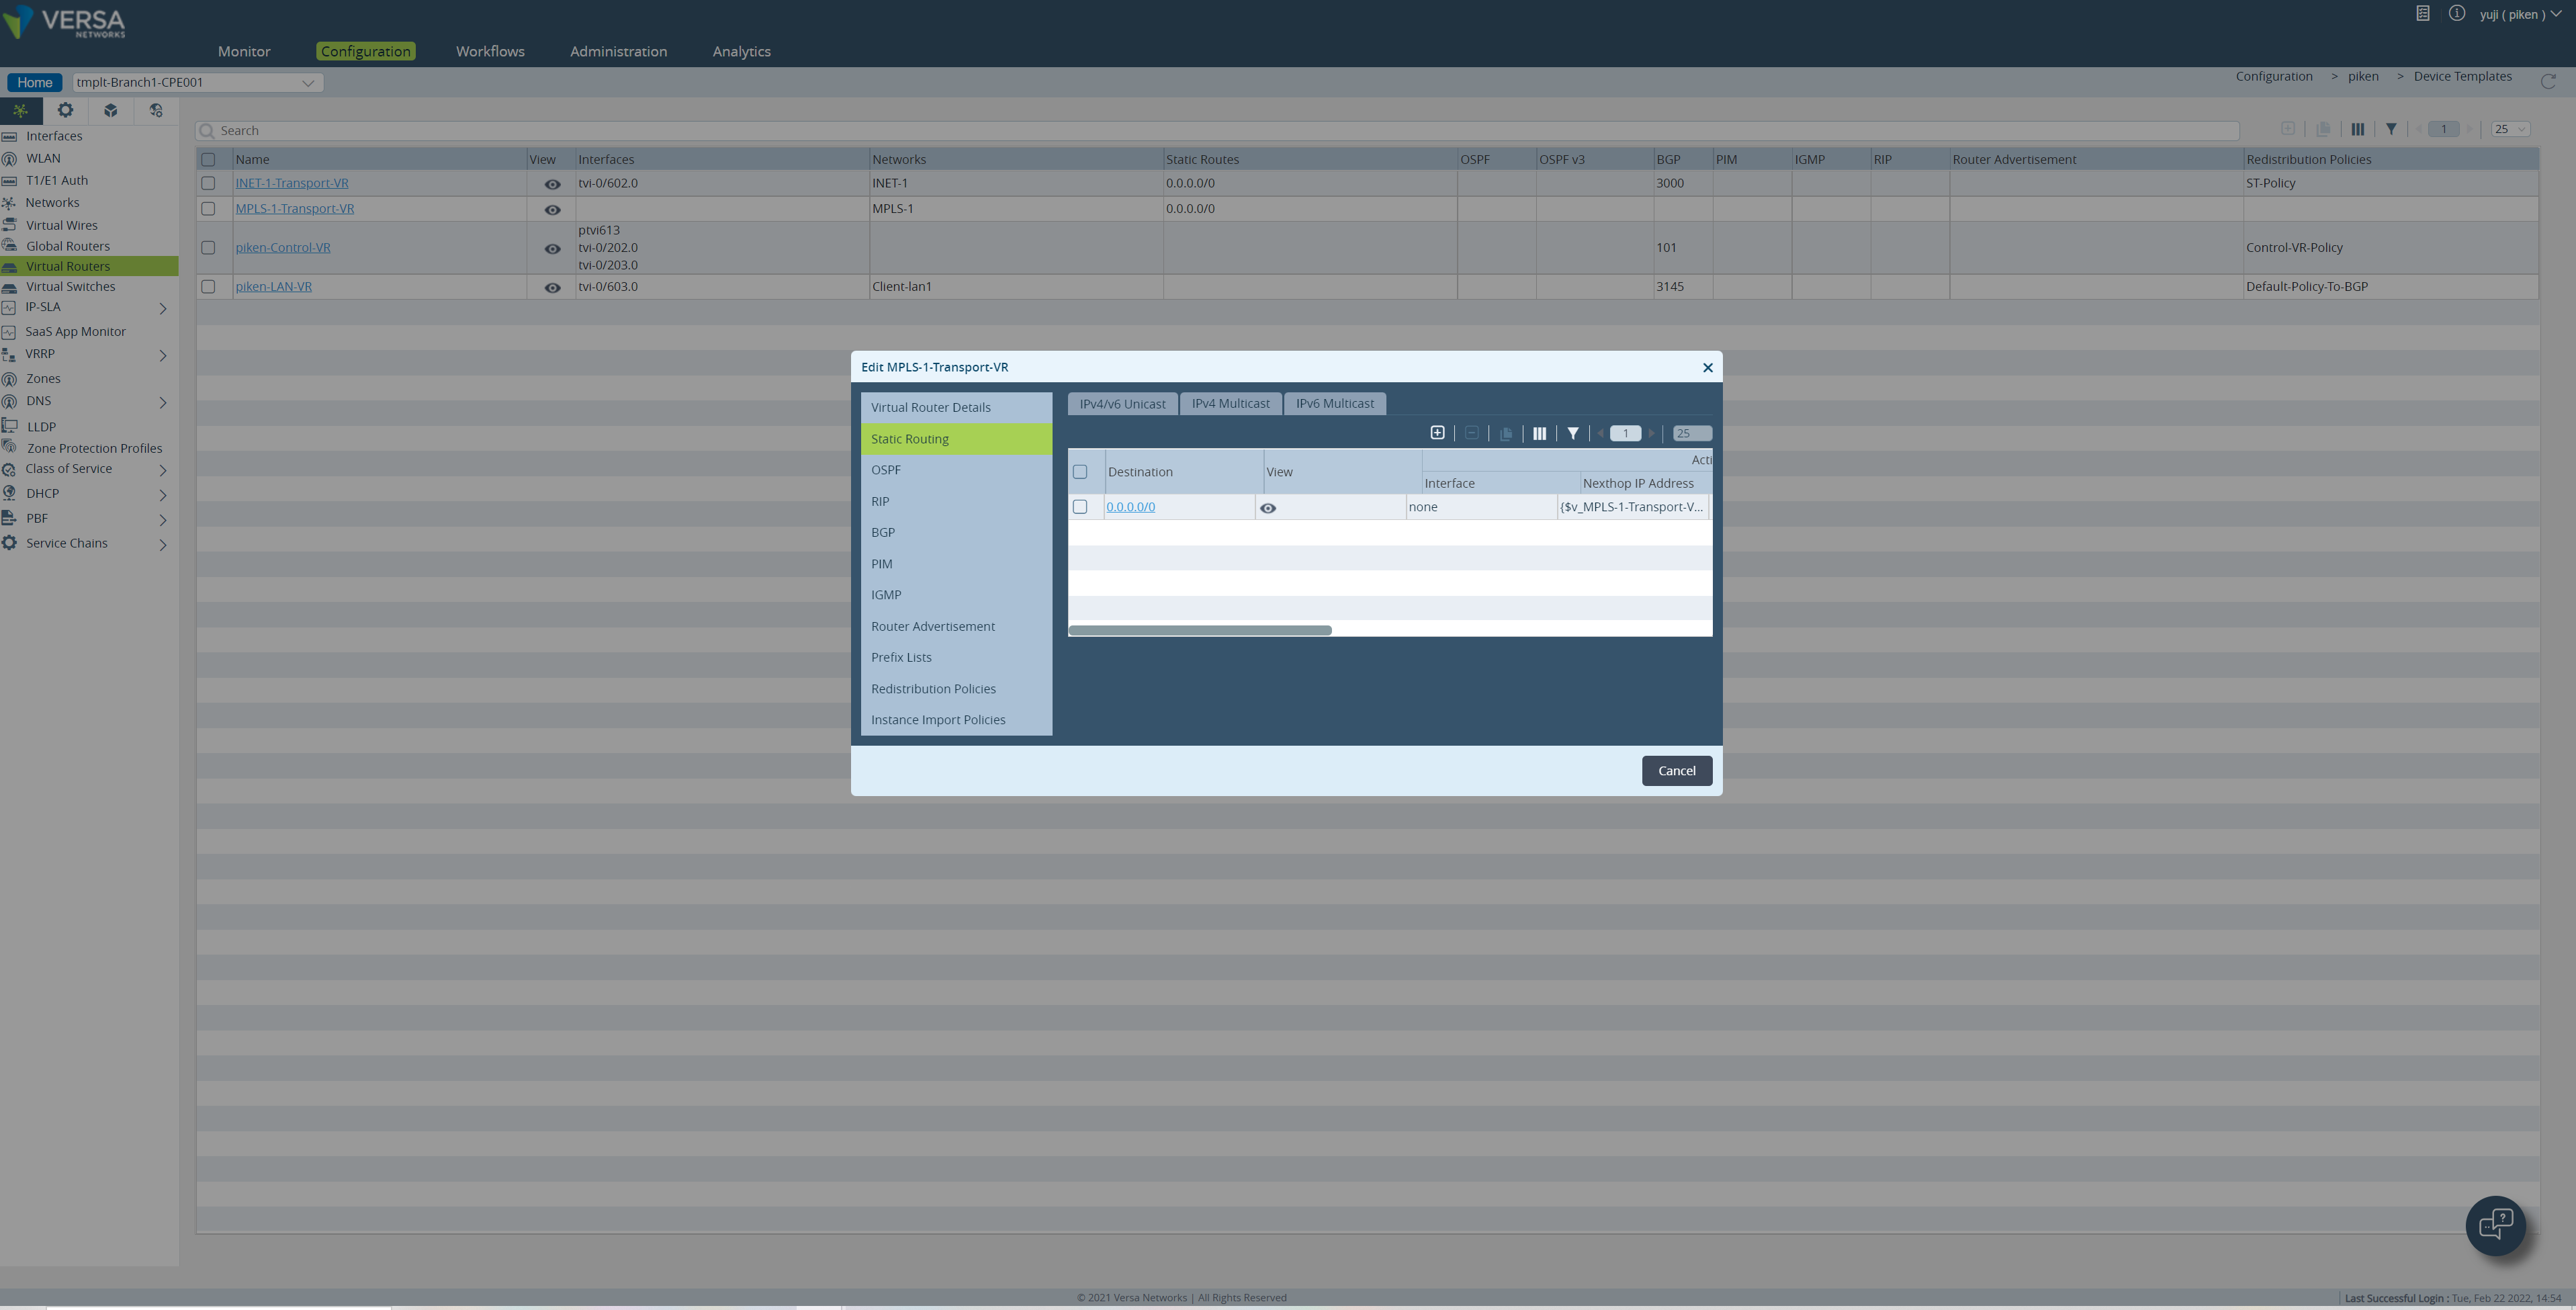 VERSA
NETWORKS
yuji ( piken )
Monitor Configuration Workflows Administration Analytics
Home tmplt-Branch1-CPE001 Configuration > piken > Device Templates
Interfaces
WLAN
T1/E1 Auth
Networks
Virtual Wires
Global Routers
Virtual Routers
Virtual Switches
IP-SLA
SaaS App Monitor
VRRP
Zones
DNS
LLDP
Zone Protection Profiles
Class of Service
DHCP
PBF
Service Chains
Search 1 25
Name View Interfaces Networks Static Routes OSPF OSPF v3 BGP PIM IGMP RIP Router Advertisement Redistribution Policies
INET-1-Transport-VR tvi-0/602.0 INET-1 0.0.0.0/0 3000 ST-Policy
MPLS-1-Transport-VR MPLS-1 0.0.0.0/0
ptvi613
piken-Control-VR tvi-0/202.0 101 Control-VR-Policy
tvi-0/203.0
piken-LAN-VR tvi-0/603.0 Client-lan1 3145 Default-Policy-To-BGP
Edit MPLS-1-Transport-VR
Virtual Router Details
Static Routing
OSPF
RIP
BGP
PIM
IGMP
Router Advertisement
Prefix Lists
Redistribution Policies
Instance Import Policies
IPv4/v6 Unicast IPv4 Multicast IPv6 Multicast
1 25
Acti
Destination View
Interface Nexthop IP Address
0.0.0.0/0 none {$v_MPLS-1-Transport-V...
Cancel
© 2021 Versa Networks | All Rights Reserved
Last Successful Login : Tue, Feb 22 2022, 14:54